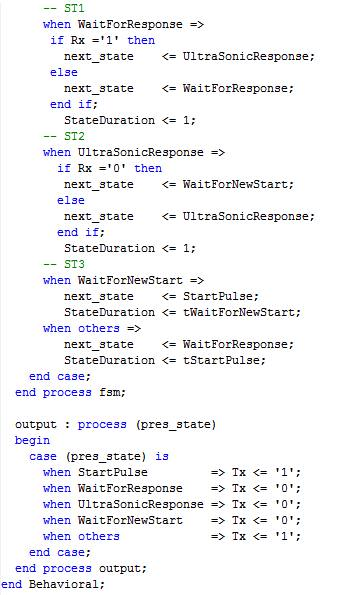 -- ST1
when WaitForResponse =>
if Rx ='1' then
next_state <= UltraSonicResponse;
else
next_state <= WaitForResponse;
end if;
StateDuration <= 1;
-- ST2
when UltraSonicResponse =>
if Rx ='0' then
next_state <= WaitForNewStart;
else
next_state <= UltraSonicResponse;
end if;
StateDuration <= 1;
-- ST3
when WaitForNewStart =>
next_state <= StartPulse;
StateDuration <= tWaitForNewStart;
when others =>
next_state <= WaitForResponse;
StateDuration <= tStartPulse;
end case;
end process fsm;
output : process (pres_state)
begin
case (pres_state) is
when StartPulse => Tx <= '1';
when WaitForResponse => Tx <= '0';
when UltraSonicResponse => Tx <= '0';
when WaitForNewStart => Tx <= '0';
when others => Tx <= '1';
end case;
end process output;
end Behavioral;